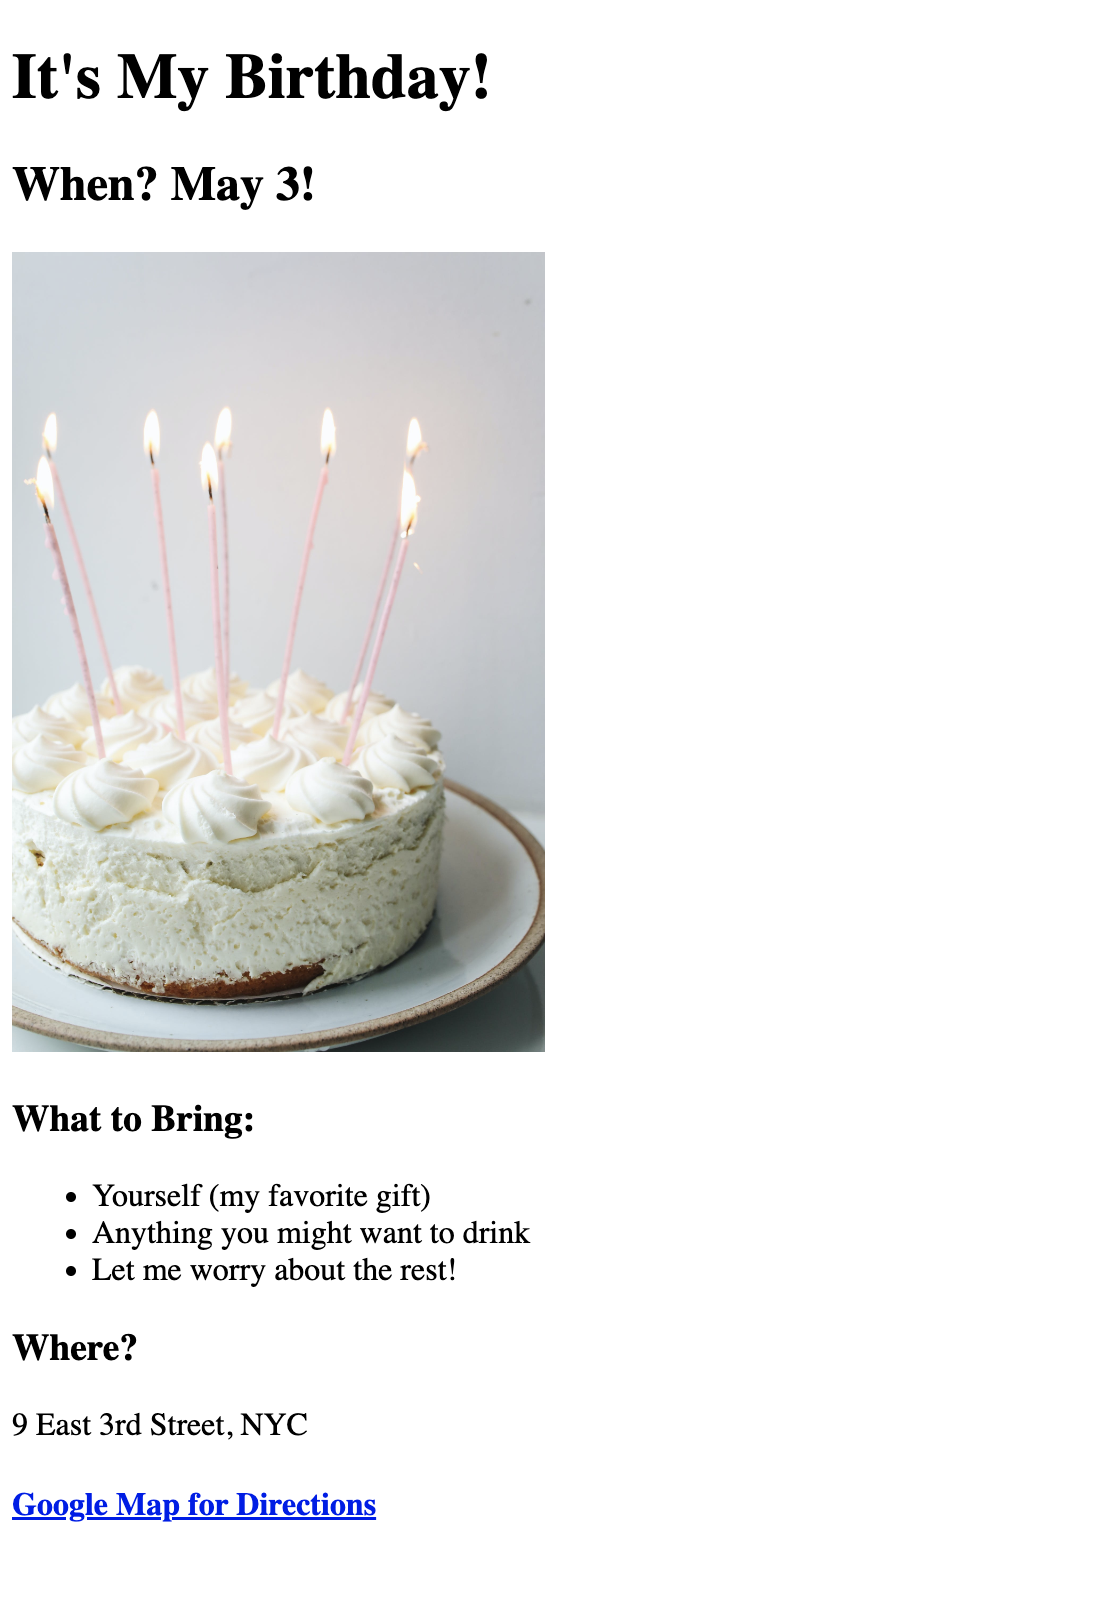 It's My Birthday!
When? May 3!
What to Bring:
Yourself (my favorite gift)
Anything you might want to drink
Let me worry about the rest!
Where?
9 East 3rd Street, NYC
Google Map for Directions